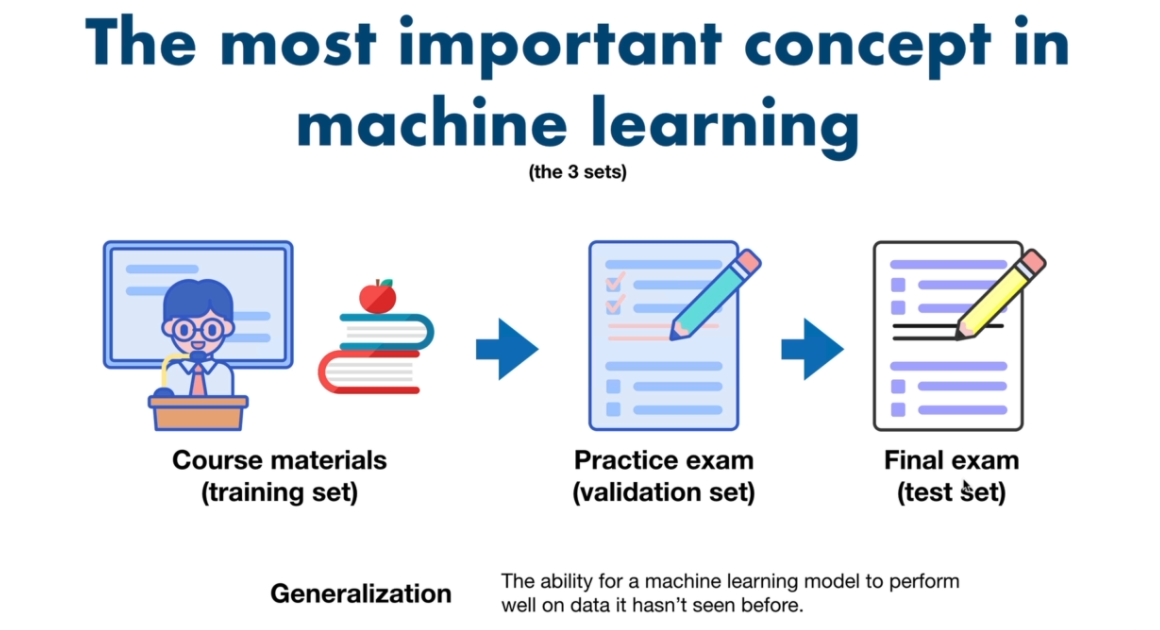 The most important concept in
machine learning
(the 3 sets)
Course materials
(training set)
Practice exam
(validation set)
Final exam
(test set)
Generalization
The ability for a machine learning model to perform
well on data it hasn't seen before.